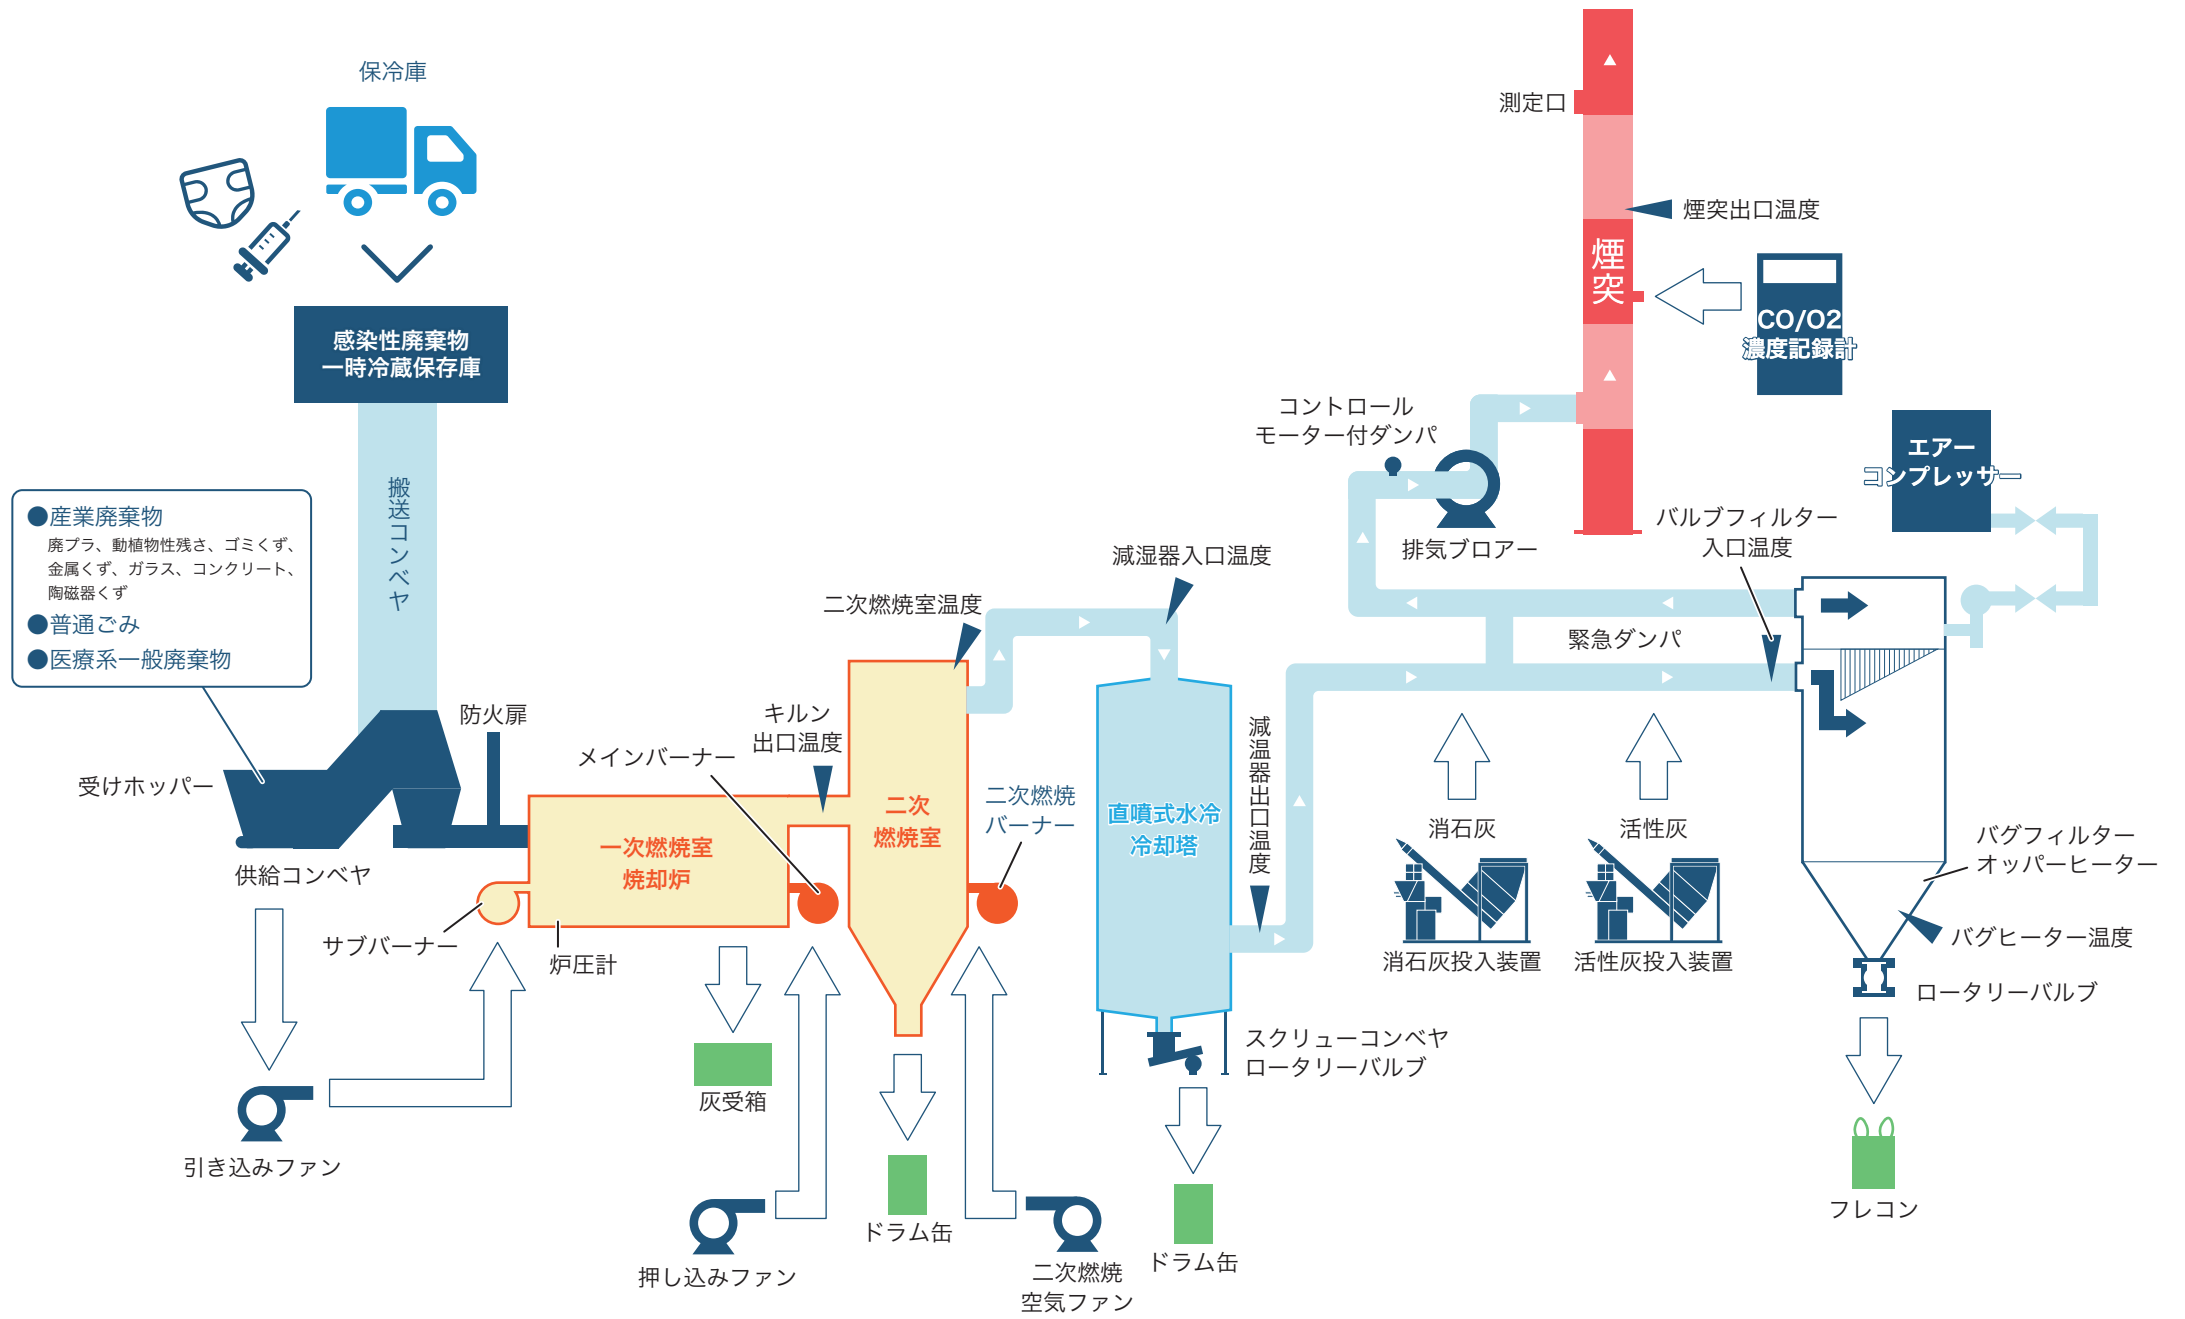 保冷庫
感染性廃棄物
一時冷蔵保存庫
搬送コンベヤ
●産業廃棄物
廃プラ、動植物性残さ、ゴミくず、
金属くず、ガラス、コンクリート、
陶磁器くず
●普通ごみ
●医療系一般廃棄物
受けホッパー
供給コンベヤ
防火扉
引き込みファン
サブバーナー
炉圧計
一次燃焼室
焼却炉
メインバーナー
キルン
出口温度
灰受箱
押し込みファン
二次燃焼室温度
二次
燃焼室
二次燃焼
バーナー
ドラム缶
二次燃焼
空気ファン
減湿器入口温度
直噴式水冷
冷却塔
減温器出口温度
スクリューコンベヤ
ロータリーバルブ
ドラム缶
コントロール
モーター付ダンパ
排気ブロアー
測定口
煙突出口温度
煙突
CO/O2
濃度記録計
エアー
コンプレッサー
バルブフィルター
入口温度
緊急ダンパ
消石灰
消石灰投入装置
活性灰
活性灰投入装置
バグフィルター
オッパーヒーター
バグヒーター温度
ロータリーバルブ
フレコン